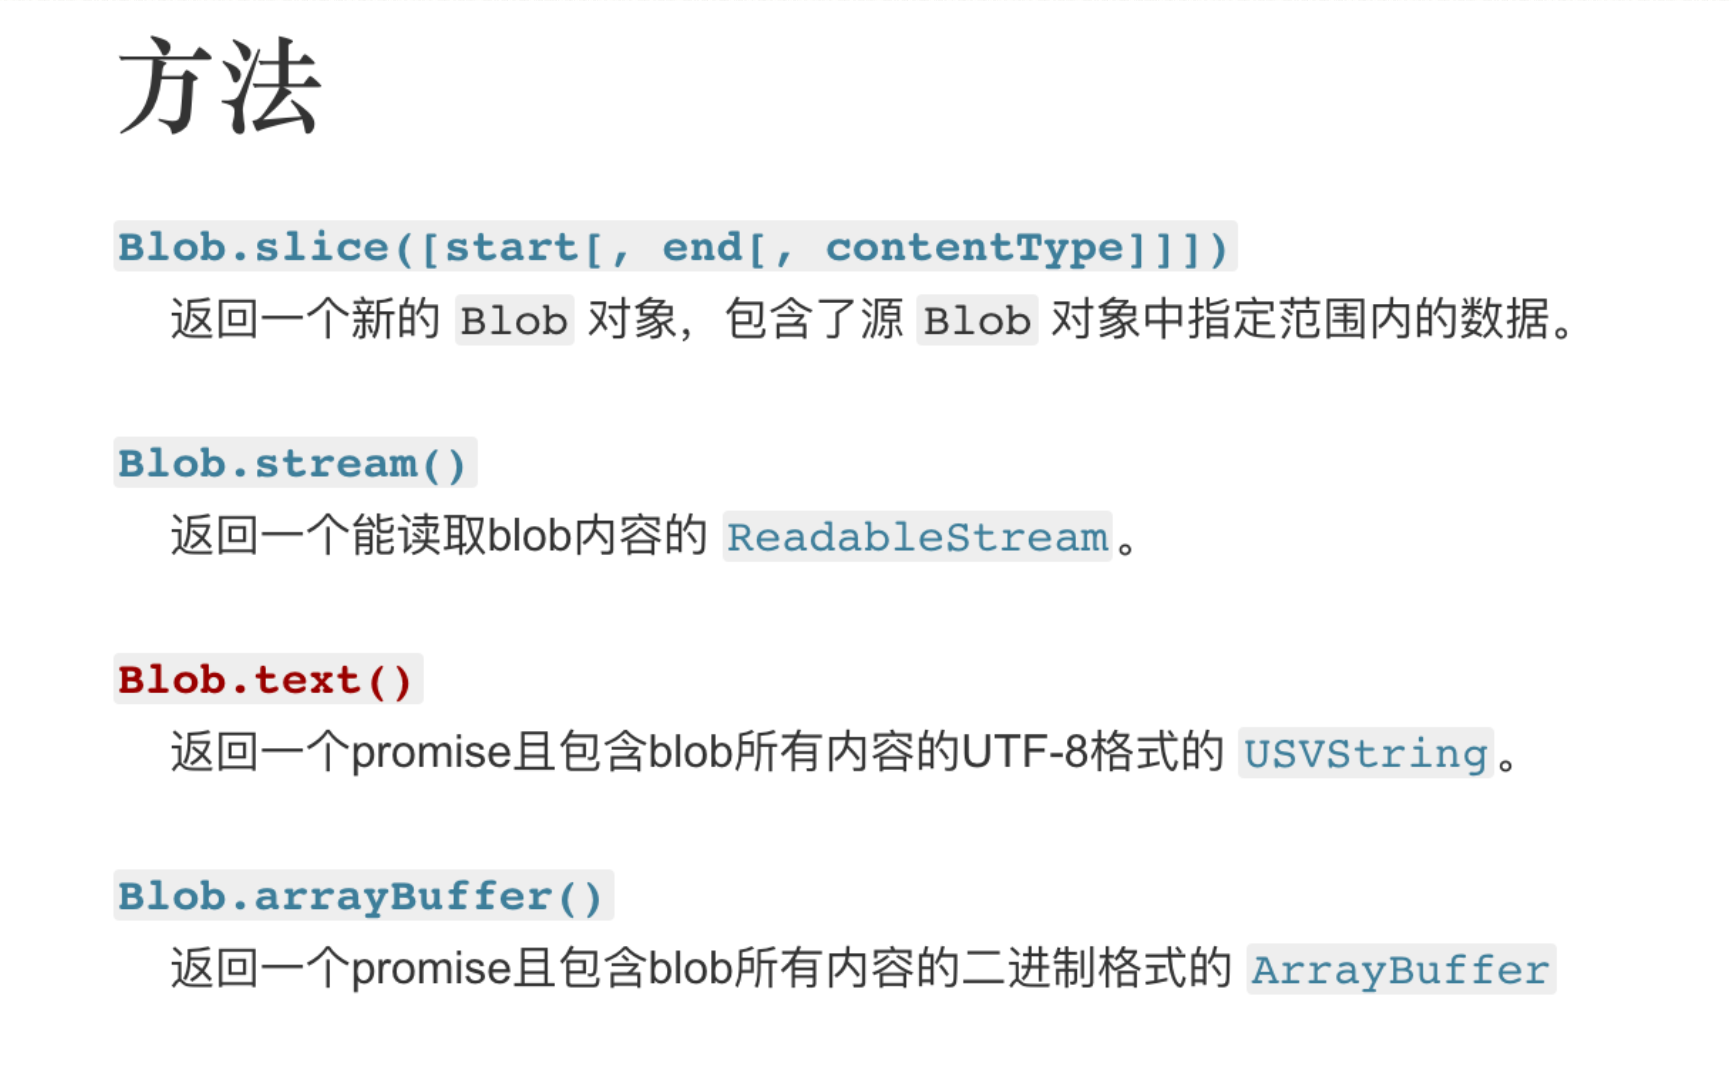 方法
Blob.slice([start[, end[, contentType]]])
返回一个新的 Blob 对象，包含了源 Blob 对象中指定范围内的数据。
Blob.stream()
返回一个能读取blob内容的 ReadableStream。
Blob.text()
返回一个promise且包含blob所有内容的UTF-8格式的 USVString。
Blob.arrayBuffer()
返回一个promise且包含blob所有内容的二进制格式的 ArrayBuffer